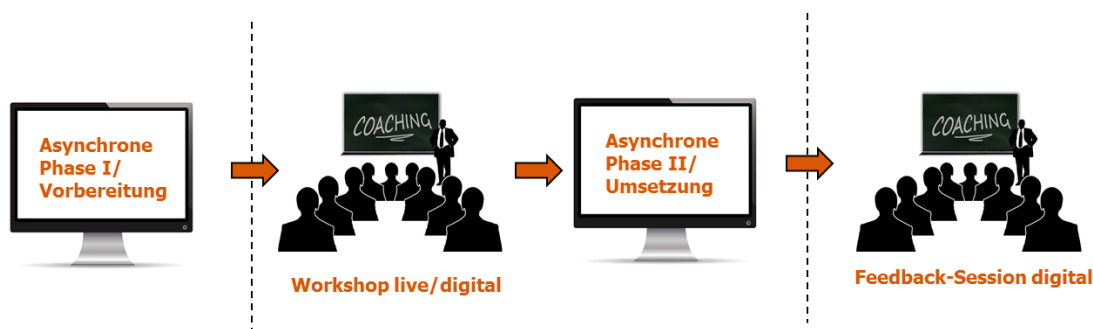 Asynchrone
Phase I/
Vorbereitung
COACHING
Workshop live/digital
Asynchrone
Phase II/
Umsetzung
COACHING
Feedback-Session digital